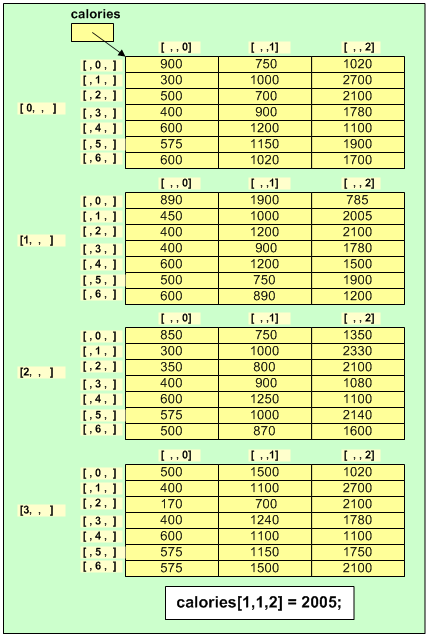 calories
[ , ,0] [ , ,1] [ , ,2]
[ ,0 , ] 900 750 1020
[ ,1 , ] 300 1000 2700
[ ,2 , ] 500 700 2100
[ 0, , ]
[ ,3 , ] 400 900 1780
[ ,4 , ] 600 1200 1100
[ ,5 , ] 575 1150 1900
[ ,6 , ] 600 1020 1700
[ , ,0] [ , ,1] [ , ,2]
[ ,0 , ] 890 1900 785
[ ,1 , ] 450 1000 2005
[ ,2 , ] 400 1200 2100
[1, , ]
[ ,3 , ] 400 900 1780
[ ,4 , ] 600 1200 1500
[ ,5 , ] 500 750 1900
[ ,6 , ] 600 890 1200
[ , ,0] [ , ,1] [ , ,2]
[ ,0 , ] 850 750 1350
[ ,1 , ] 300 1000 2330
[ ,2 , ] 350 800 2100
[2, , ]
[ ,3 , ] 400 900 1080
[ ,4 , ] 600 1250 1100
[ ,5 , ] 575 1000 2140
[ ,6 , ] 500 870 1600
[ , ,0] [ , ,1] [ , ,2]
[ ,0 , ] 500 1500 1020
[ ,1 , ] 400 1100 2700
[ ,2 , ] 170 700 2100
[3, , ]
[ ,3 , ] 400 1240 1780
[ ,4 , ] 600 1100 1100
[ ,5 , ] 575 1150 1750
[ ,6 , ] 575 1500 2100
calories[1,1,2] = 2005;